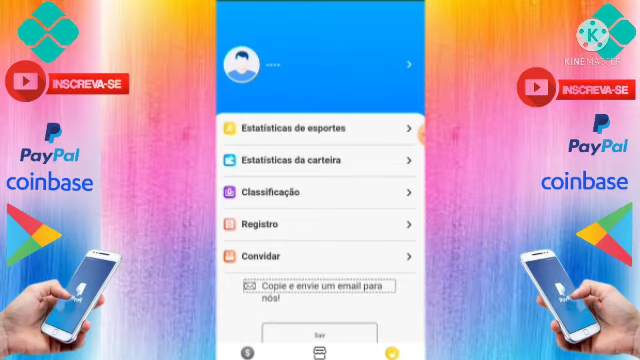 KINEMASTER
INSCREVA-SE
INSCREVA-SE
PayPal
PayPal
coinbase
coinbase
Estatísticas de esportes
Estatísticas da carteira
Classificação
Registro
Convidar
Copie e envie um email para
nós!
Sair